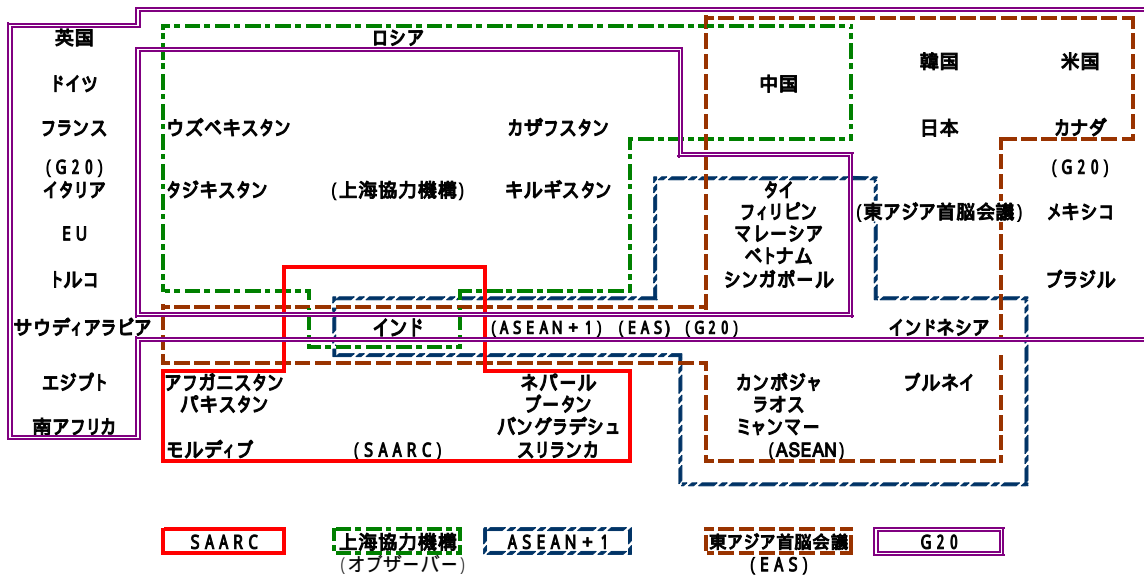 英国 ロシア
韓国 米国
ドイツ 中国
フランス ウズベキスタン カザフスタン 日本 カナダ
(G20) (G20)
イタリア タジキスタン (上海協力機構) キルギスタン タイ
フィリピン (東アジア首脳会議) メキシコ
EU マレーシア
ベトナム
トルコ シンガポール ブラジル
サウディアラビア インド (ASEAN+1) (EAS) (G20) インドネシア
エジプト アフガニスタン ネパール カンボジャ ブルネイ
パキスタン ブータン ラオス
南アフリカ バングラデシュ ミャンマー
モルディブ (SAARC) スリランカ (ASEAN)
SAARC 上海協力機構 ASEAN+1 東アジア首脳会議 G20
(オブザーバー) (EAS)